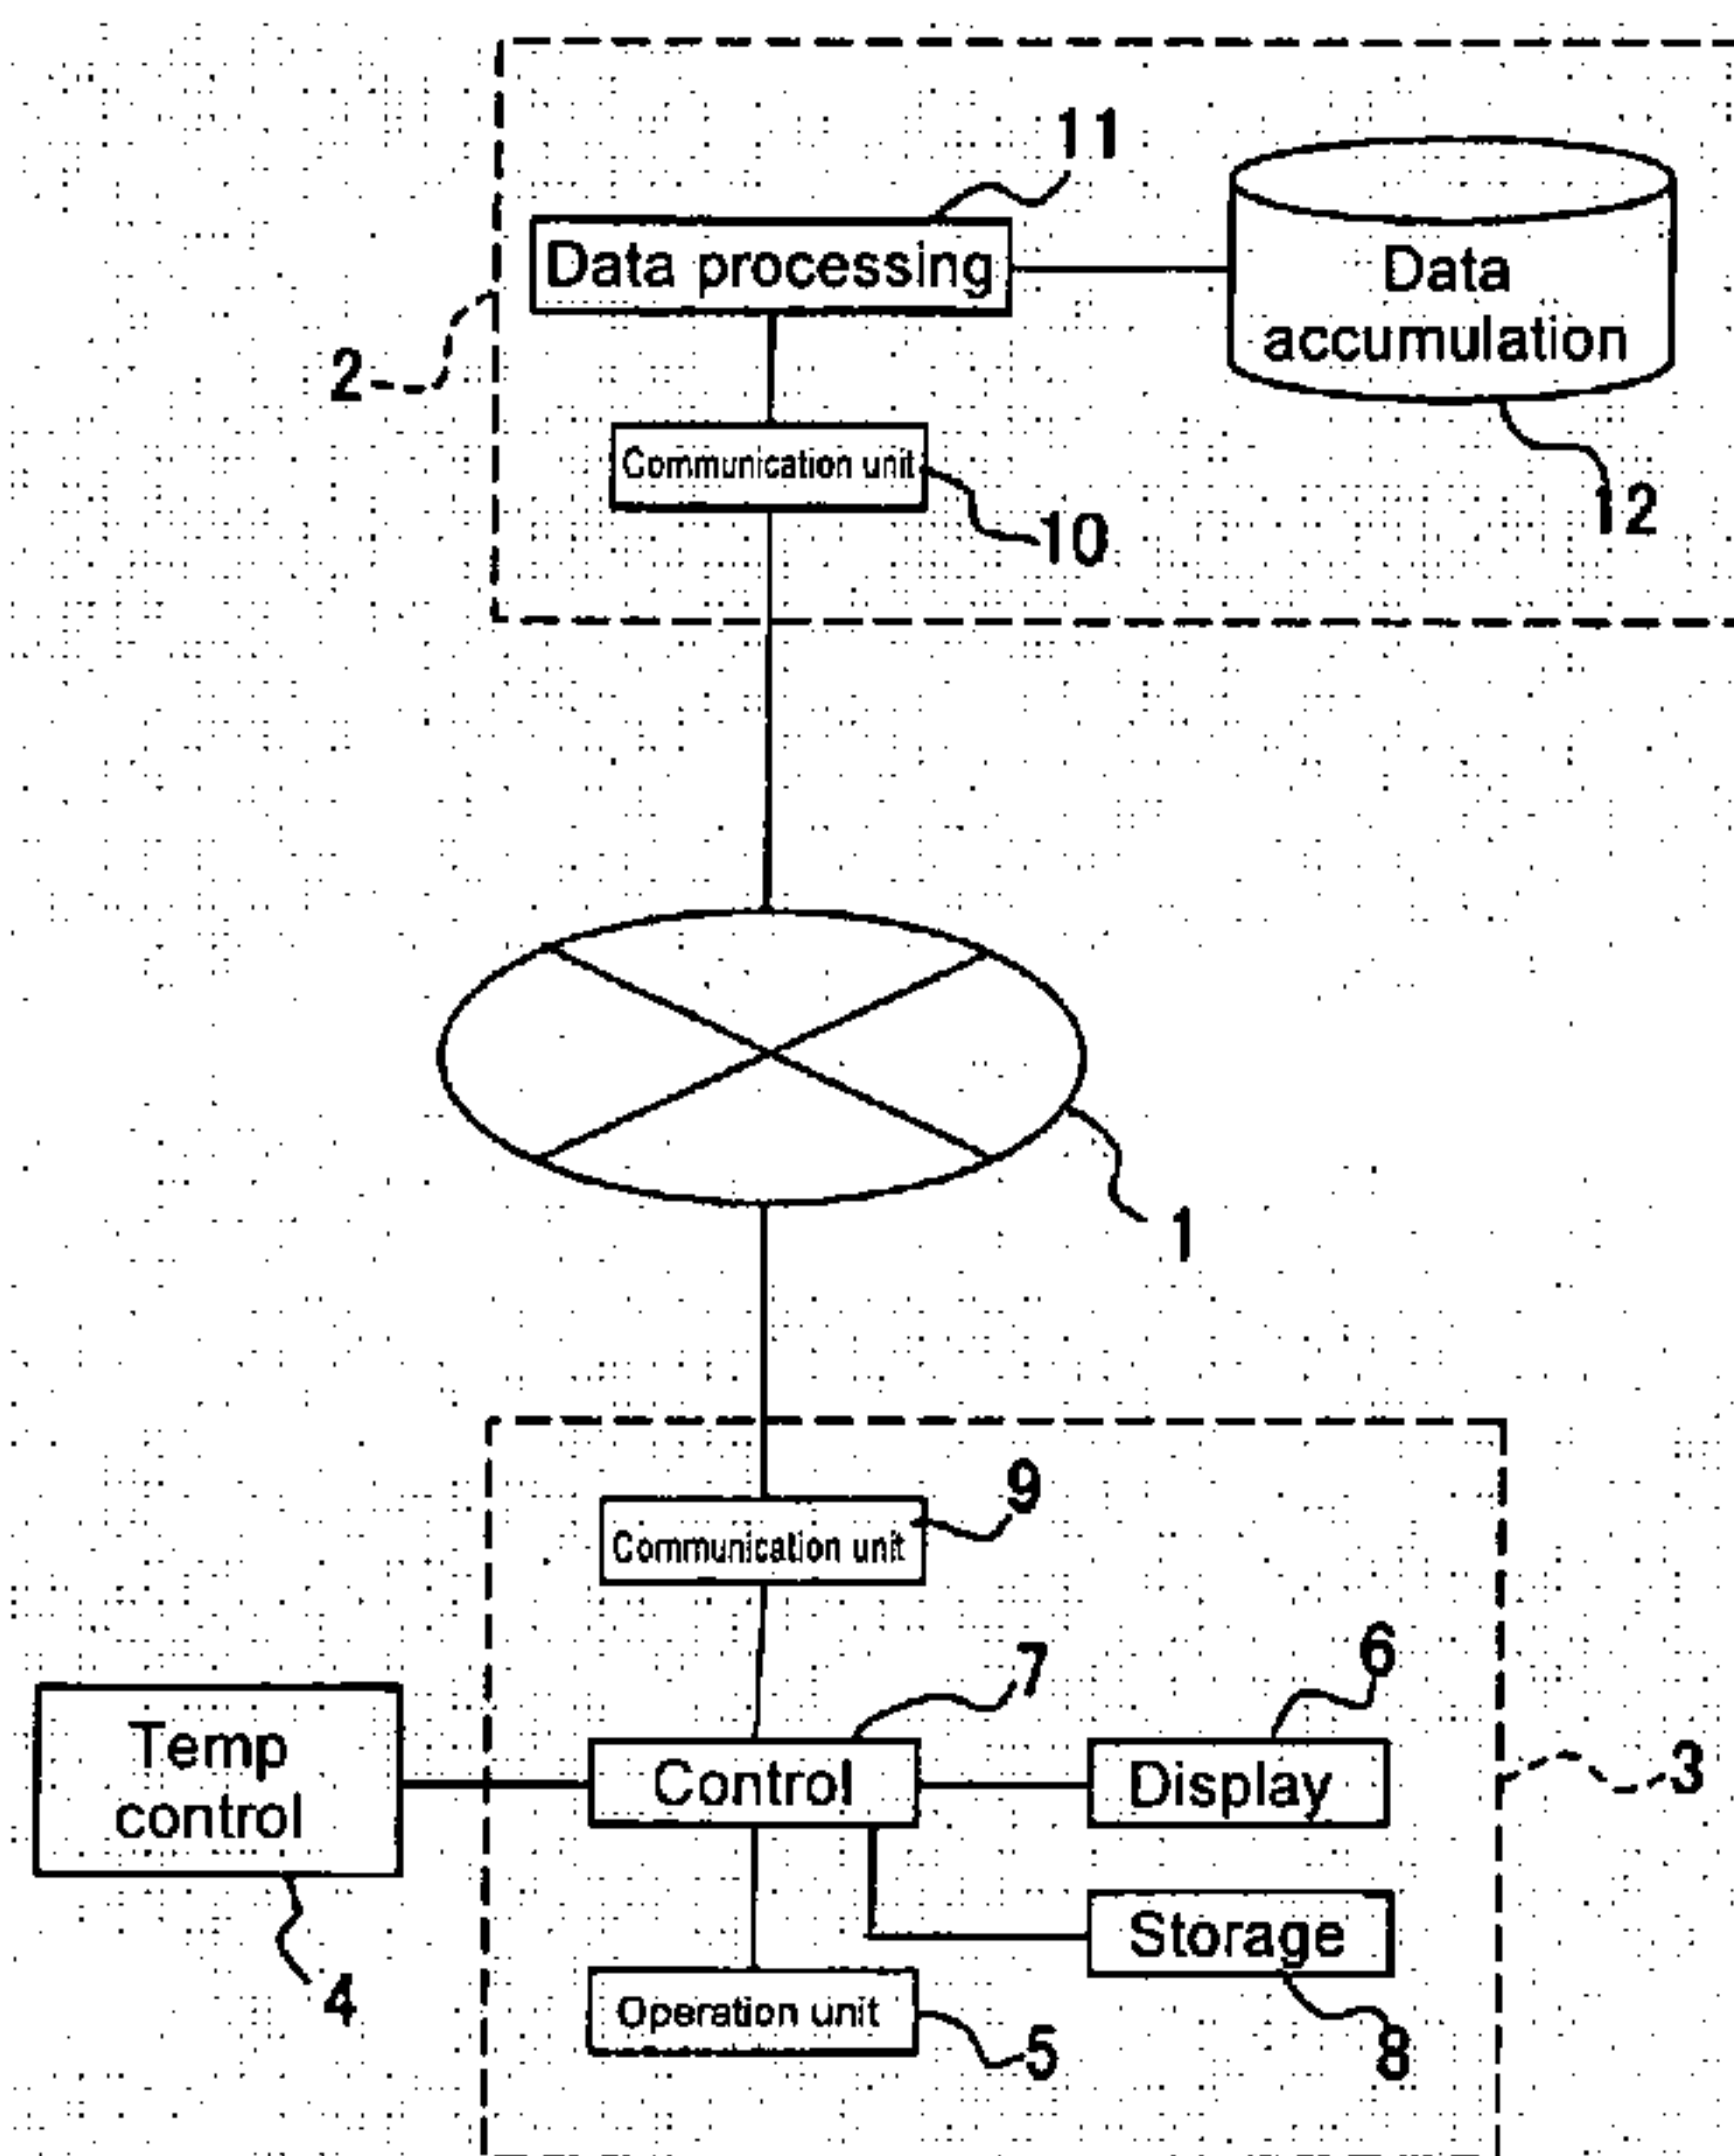 11
Data processing
Data
accumulation
2
Communication unit
10
12
1
9
Communication unit
7
6
Temp
control
Control
Display
3
Storage
4
Operation unit
5
8